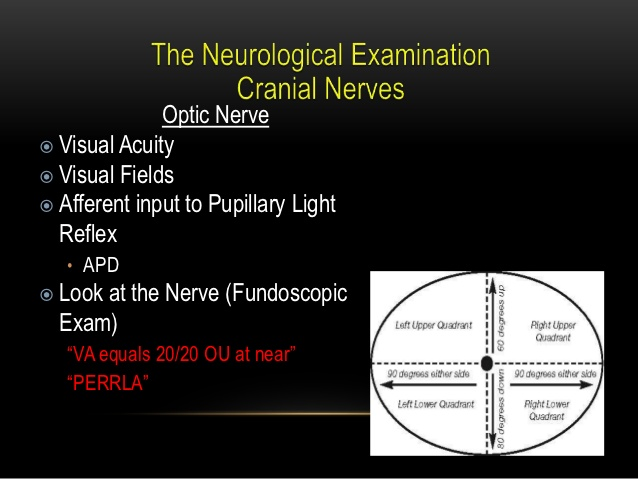 The Neurological Examination
Cranial Nerves
Optic Nerve
Visual Acuity
Visual Fields
Afferent input to Pupillary Light
Reflex
• APD
Look at the Nerve (Fundoscopic
Exam)
“VA equals 20/20 OU at near”
“PERRLA”
60 degrees up
Left Upper Quadrant
Right Upper Quadrant
90 degrees either side
90 degrees either side
Left Lower Quadrant
Right Lower Quadrant
80 degrees down